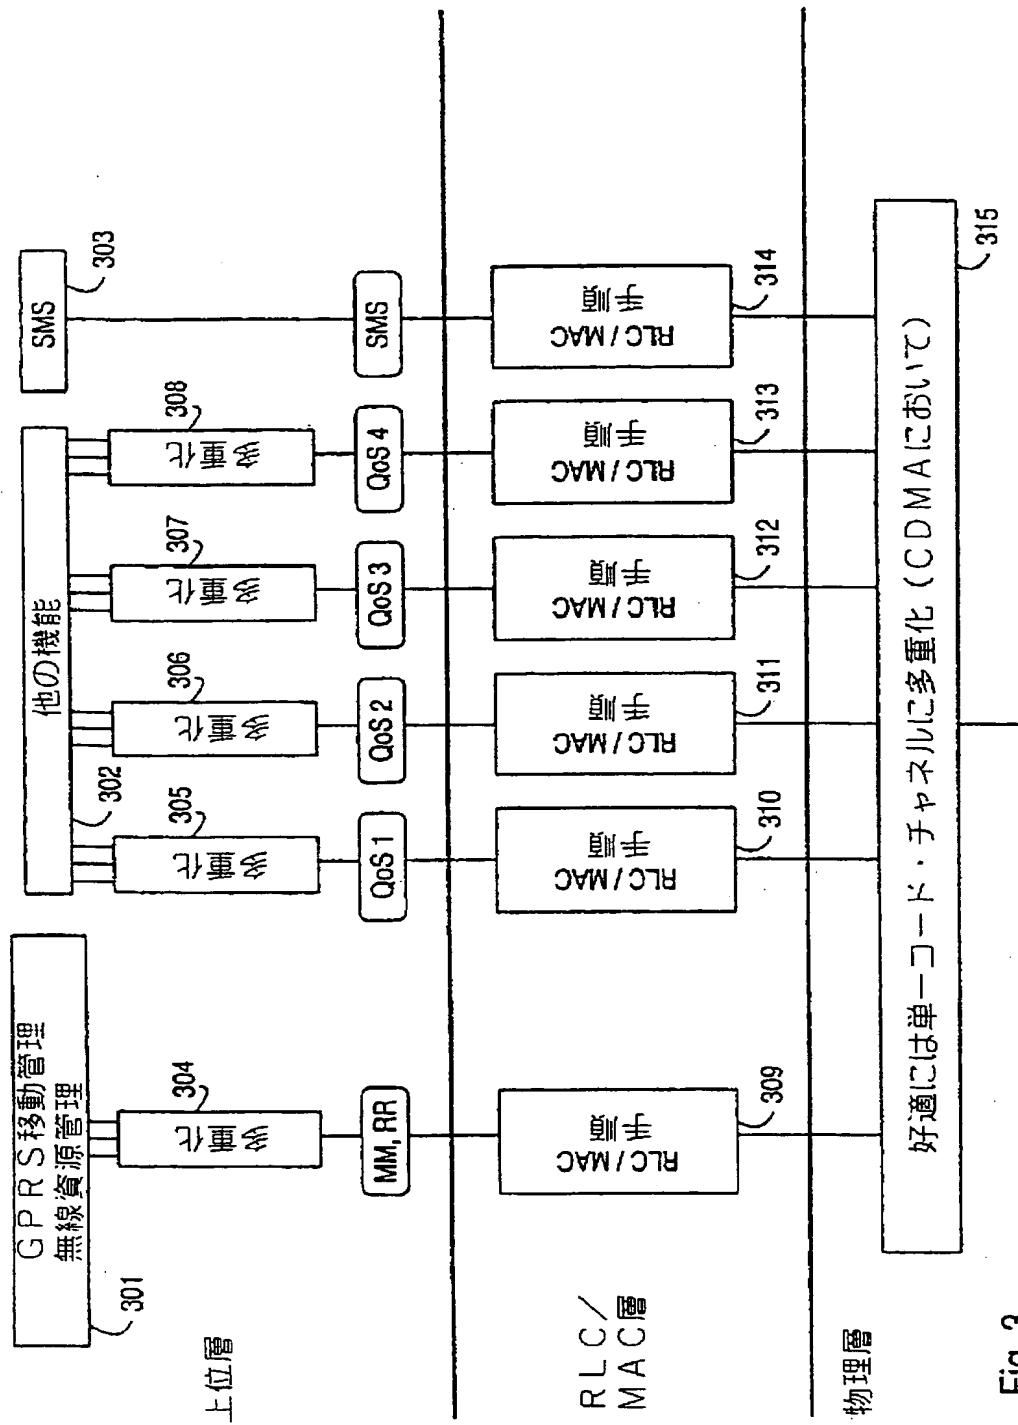 上位層
GPRS移動管理
無線資源管理
301
他の機能
302
SMS
303
多重化
304
多重化
305
多重化
306
多重化
307
多重化
308
MM, RR
QoS 1
QoS 2
QoS 3
QoS 4
SMS
RLC/
MAC層
RLC/MAC
手順
309
RLC/MAC
手順
310
RLC/MAC
手順
311
RLC/MAC
手順
312
RLC/MAC
手順
313
RLC/MAC
手順
314
物理層
好適には単一コード・チャネルに多重化（CDMAにおいて）
315
Fig. 3